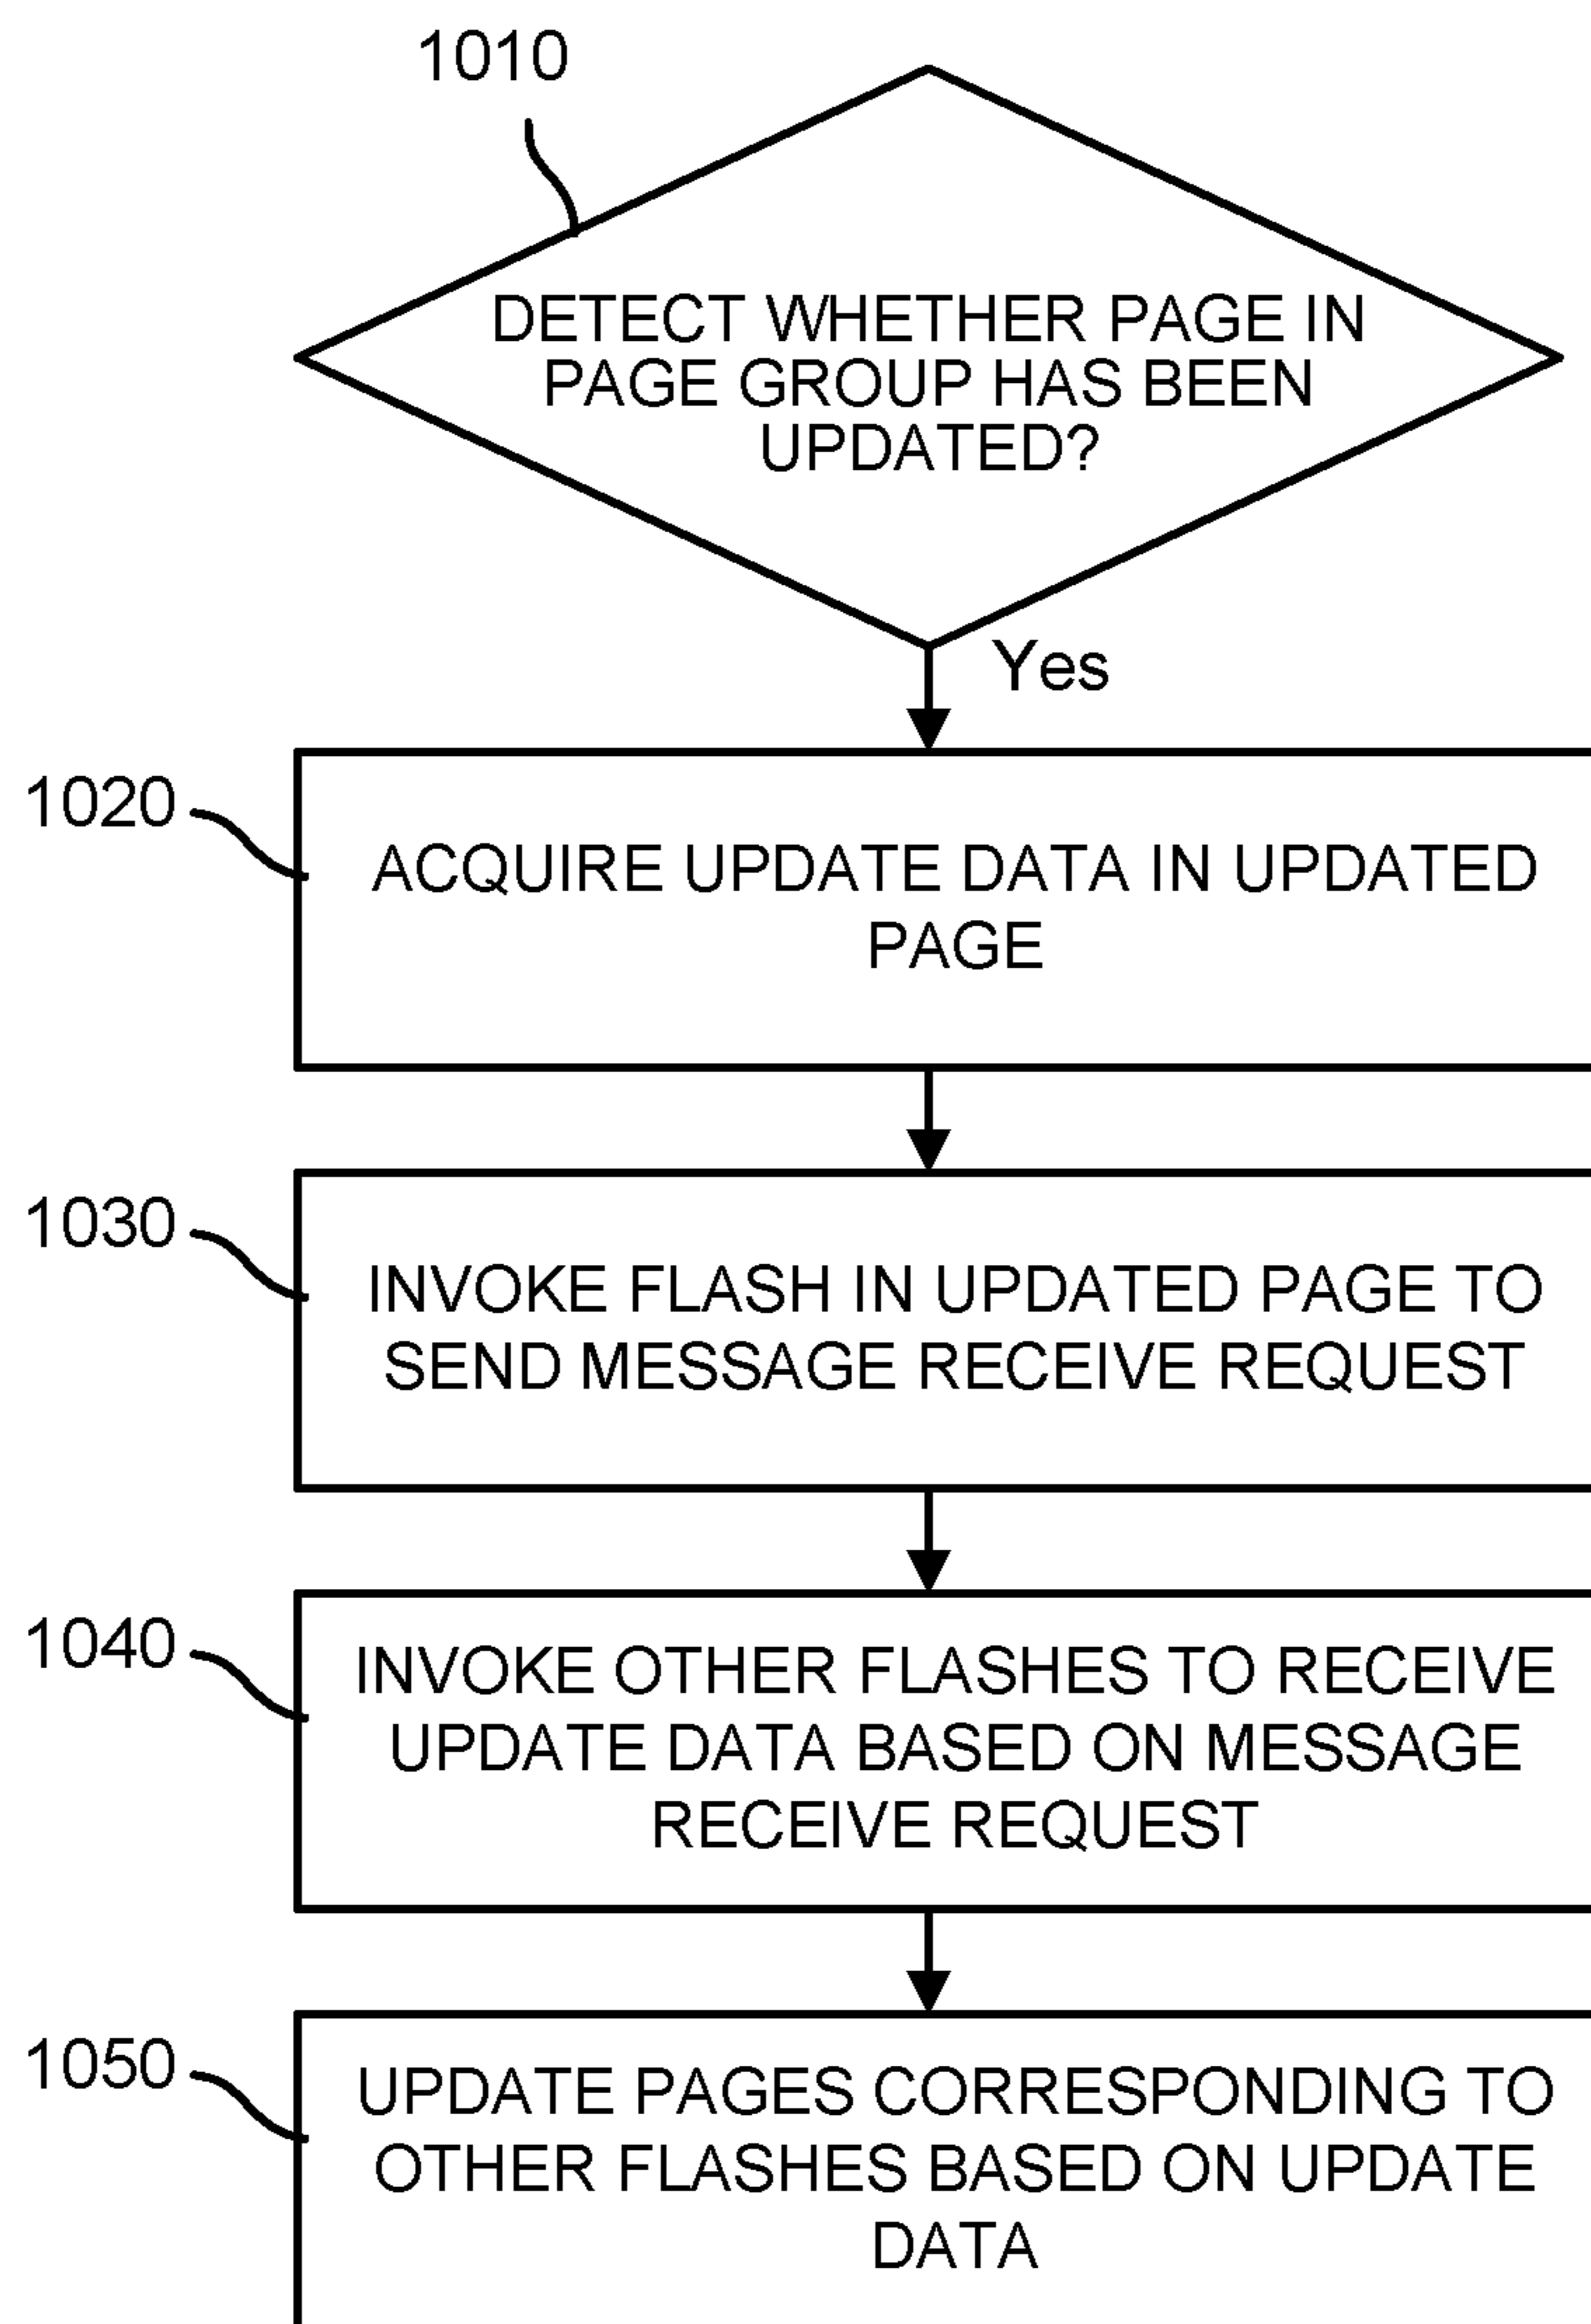 1010
DETECT WHETHER PAGE IN
PAGE GROUP HAS BEEN
UPDATED?
Yes
1020
ACQUIRE UPDATE DATA IN UPDATED
PAGE
1030
INVOKE FLASH IN UPDATED PAGE TO
SEND MESSAGE RECEIVE REQUEST
1040
INVOKE OTHER FLASHES TO RECEIVE
UPDATE DATA BASED ON MESSAGE
RECEIVE REQUEST
1050
UPDATE PAGES CORRESPONDING TO
OTHER FLASHES BASED ON UPDATE
DATA